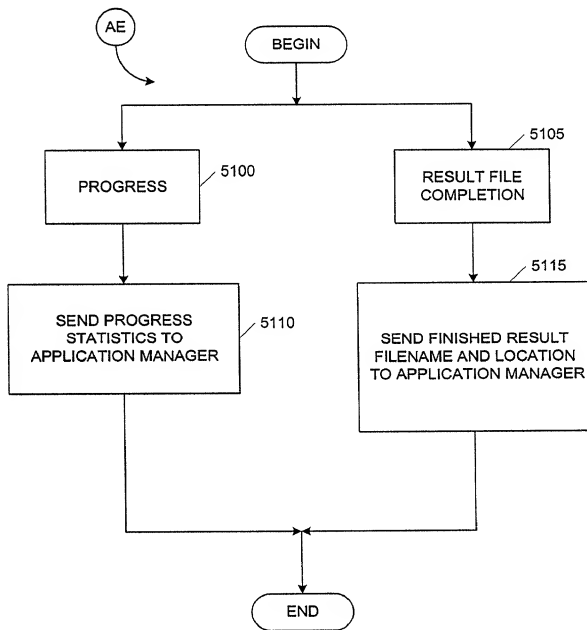 AE
BEGIN
PROGRESS
5100
5105
RESULT FILE
COMPLETION
SEND PROGRESS
STATISTICS TO
APPLICATION MANAGER
5110
5115
SEND FINISHED RESULT
FILENAME AND LOCATION
TO APPLICATION MANAGER
END